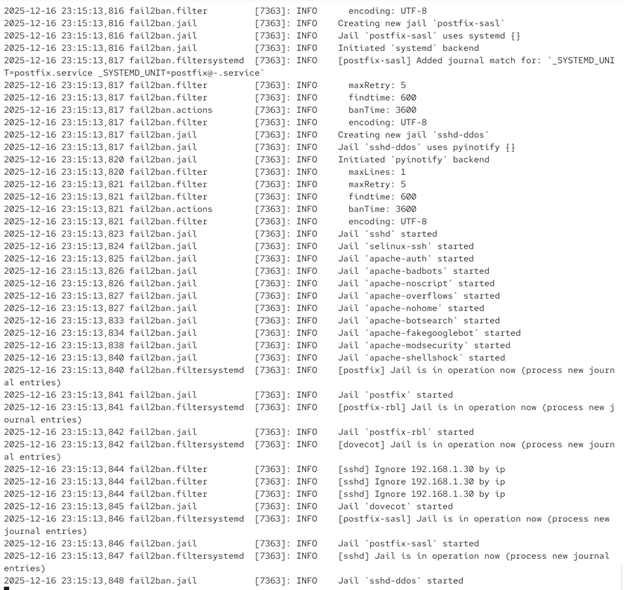 2025-12-16 23:15:13,816 fail2ban.filter         [7363]: INFO      encoding: UTF-8
2025-12-16 23:15:13,816 fail2ban.jail           [7363]: INFO    Creating new jail 'postfix-sasl'
2025-12-16 23:15:13,816 fail2ban.jail           [7363]: INFO    Jail 'postfix-sasl' uses systemd {}
2025-12-16 23:15:13,816 fail2ban.jail           [7363]: INFO    Initiated 'systemd' backend
2025-12-16 23:15:13,817 fail2ban.filtersystemd  [7363]: INFO    [postfix-sasl] Added journal match for: '_SYSTEMD_UNI
T=postfix.service _SYSTEMD_UNIT=postfix@-.service'
2025-12-16 23:15:13,817 fail2ban.filter         [7363]: INFO      maxRetry: 5
2025-12-16 23:15:13,817 fail2ban.filter         [7363]: INFO      findtime: 600
2025-12-16 23:15:13,817 fail2ban.actions        [7363]: INFO      banTime: 3600
2025-12-16 23:15:13,817 fail2ban.filter         [7363]: INFO      encoding: UTF-8
2025-12-16 23:15:13,817 fail2ban.jail           [7363]: INFO    Creating new jail 'sshd-ddos'
2025-12-16 23:15:13,817 fail2ban.jail           [7363]: INFO    Jail 'sshd-ddos' uses pyinotify {}
2025-12-16 23:15:13,820 fail2ban.jail           [7363]: INFO    Initiated 'pyinotify' backend
2025-12-16 23:15:13,820 fail2ban.filter         [7363]: INFO      maxLines: 1
2025-12-16 23:15:13,821 fail2ban.filter         [7363]: INFO      maxRetry: 5
2025-12-16 23:15:13,821 fail2ban.filter         [7363]: INFO      findtime: 600
2025-12-16 23:15:13,821 fail2ban.actions        [7363]: INFO      banTime: 3600
2025-12-16 23:15:13,821 fail2ban.filter         [7363]: INFO      encoding: UTF-8
2025-12-16 23:15:13,823 fail2ban.jail           [7363]: INFO    Jail 'sshd' started
2025-12-16 23:15:13,824 fail2ban.jail           [7363]: INFO    Jail 'selinux-ssh' started
2025-12-16 23:15:13,825 fail2ban.jail           [7363]: INFO    Jail 'apache-auth' started
2025-12-16 23:15:13,826 fail2ban.jail           [7363]: INFO    Jail 'apache-badbots' started
2025-12-16 23:15:13,826 fail2ban.jail           [7363]: INFO    Jail 'apache-noscript' started
2025-12-16 23:15:13,827 fail2ban.jail           [7363]: INFO    Jail 'apache-overflows' started
2025-12-16 23:15:13,827 fail2ban.jail           [7363]: INFO    Jail 'apache-nohome' started
2025-12-16 23:15:13,833 fail2ban.jail           [7363]: INFO    Jail 'apache-botsearch' started
2025-12-16 23:15:13,834 fail2ban.jail           [7363]: INFO    Jail 'apache-fakegooglebot' started
2025-12-16 23:15:13,838 fail2ban.jail           [7363]: INFO    Jail 'apache-modsecurity' started
2025-12-16 23:15:13,840 fail2ban.jail           [7363]: INFO    Jail 'apache-shellshock' started
2025-12-16 23:15:13,840 fail2ban.filtersystemd  [7363]: INFO    [postfix] Jail is in operation now (process new journ
al entries)
2025-12-16 23:15:13,841 fail2ban.jail           [7363]: INFO    Jail 'postfix' started
2025-12-16 23:15:13,841 fail2ban.filtersystemd  [7363]: INFO    [postfix-rbl] Jail is in operation now (process new j
ournal entries)
2025-12-16 23:15:13,842 fail2ban.jail           [7363]: INFO    Jail 'postfix-rbl' started
2025-12-16 23:15:13,842 fail2ban.filtersystemd  [7363]: INFO    [dovecot] Jail is in operation now (process new journ
al entries)
2025-12-16 23:15:13,844 fail2ban.filter         [7363]: INFO    [sshd] Ignore 192.168.1.30 by ip
2025-12-16 23:15:13,844 fail2ban.filter         [7363]: INFO    [sshd] Ignore 192.168.1.30 by ip
2025-12-16 23:15:13,844 fail2ban.filter         [7363]: INFO    [sshd] Ignore 192.168.1.30 by ip
2025-12-16 23:15:13,845 fail2ban.jail           [7363]: INFO    Jail 'dovecot' started
2025-12-16 23:15:13,846 fail2ban.filtersystemd  [7363]: INFO    [postfix-sasl] Jail is in operation now (process new
journal entries)
2025-12-16 23:15:13,846 fail2ban.jail           [7363]: INFO    Jail 'postfix-sasl' started
2025-12-16 23:15:13,847 fail2ban.filtersystemd  [7363]: INFO    [sshd] Jail is in operation now (process new journal
entries)
2025-12-16 23:15:13,848 fail2ban.jail           [7363]: INFO    Jail 'sshd-ddos' started